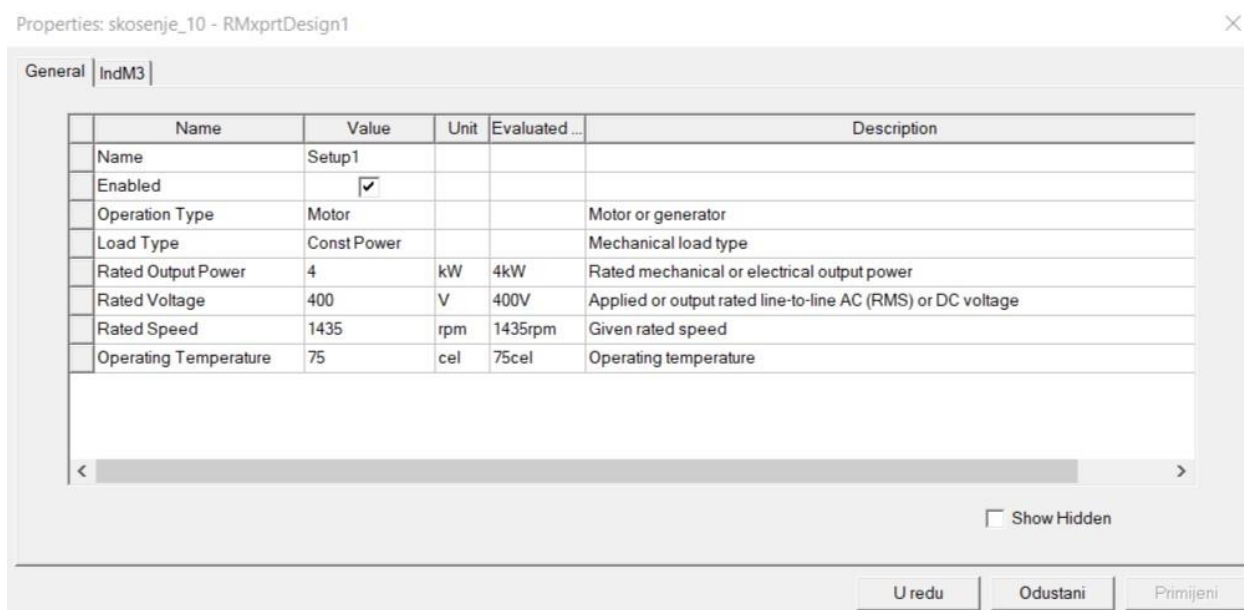 Properties: skosenje_10 - RMxprtDesign1
General IndM3
Name Value Unit Evaluated ... Description
Name Setup1
Enabled
Operation Type Motor Motor or generator
Load Type Const Power Mechanical load type
Rated Output Power 4 kW 4kW Rated mechanical or electrical output power
Rated Voltage 400 V 400V Applied or output rated line-to-line AC (RMS) or DC voltage
Rated Speed 1435 rpm 1435rpm Given rated speed
Operating Temperature 75 cel 75cel Operating temperature
Show Hidden
U redu Odustani Primijeni